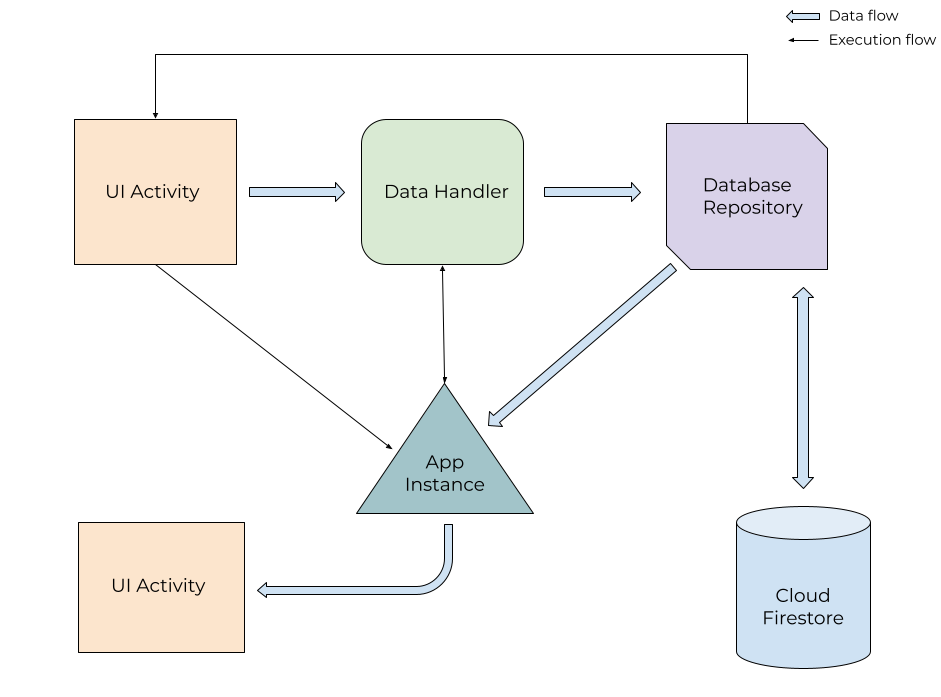 Data flow
Execution flow
UI Activity
Data Handler
Database
Repository
App
Instance
UI Activity
Cloud
Firestore